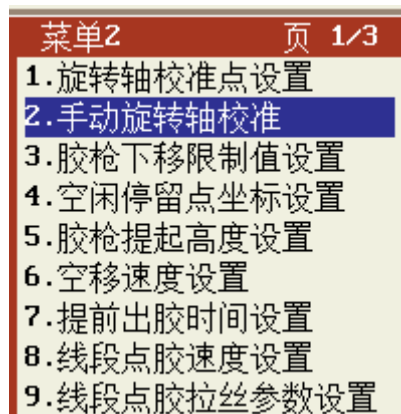 菜单2 页 1/3
1.旋转轴校准点设置
2.手动旋转轴校准
3.胶枪下移限制值设置
4.空闲停留点坐标设置
5.胶枪提起高度设置
6.空移速度设置
7.提前出胶时间设置
8.线段点胶速度设置
9.线段点胶拉丝参数设置